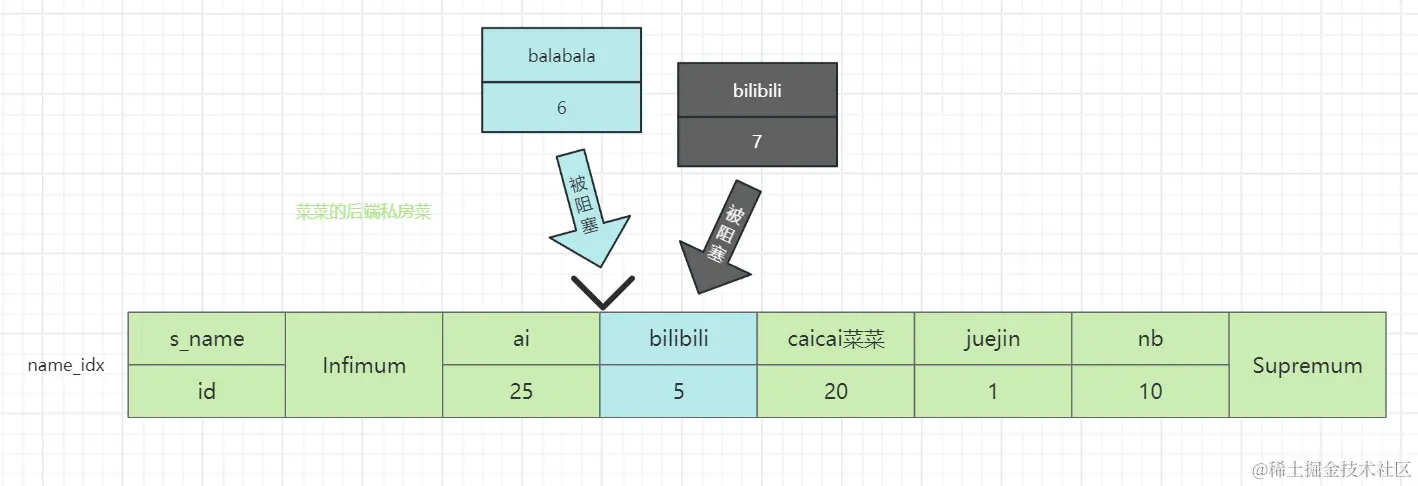 balabala
6
bilibili
7
被阻塞
被阻塞
菜菜的后端私房菜
name_idx
s_name
Infimum
ai
bilibili
caicai菜菜
juejin
nb
Supremum
id
25
5
20
1
10
@稀土掘金技术社区